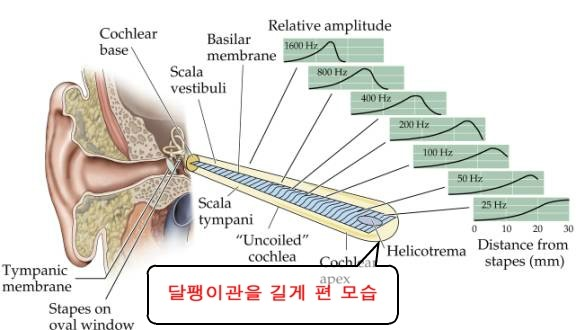 Relative amplitude
Cochlear
base
Basilar
membrane
Scala
vestibuli
1600 Hz
800 Hz
400 Hz
200 Hz
100 Hz
50 Hz
25 Hz
0 10 20 30
Distance from
stapes (mm)
Scala
tympani
"Uncoiled"
cochlea
Cochlear
apex
Helicotrema
Tympanic
membrane
Stapes on
oval window
달팽이관을 길게 편 모습